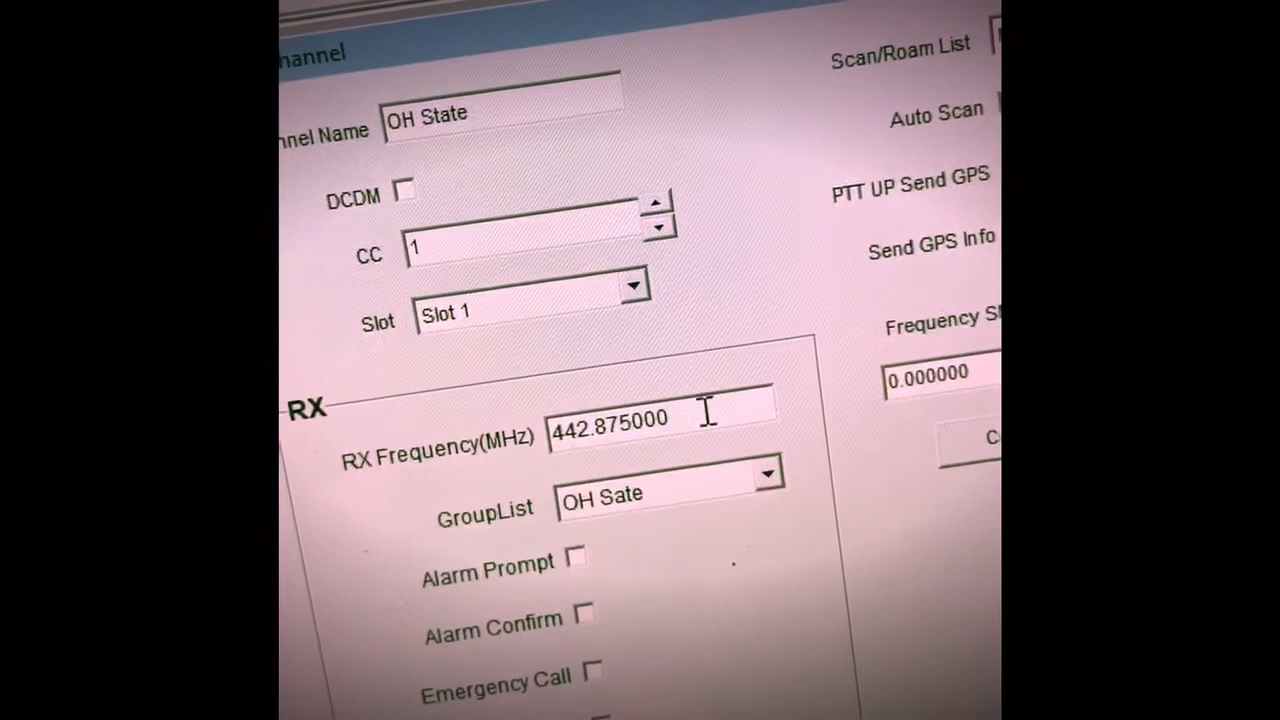 hannel
nnel Name OH State
DCDM
CC 1
Slot Slot 1
RX
RX Frequency(MHz) 442.875000
GroupList OH Sate
Alarm Prompt
Alarm Confirm
Emergency Call
Scan/Roam List
Auto Scan
PTT UP Send GPS
Send GPS Info
Frequency
0.000000